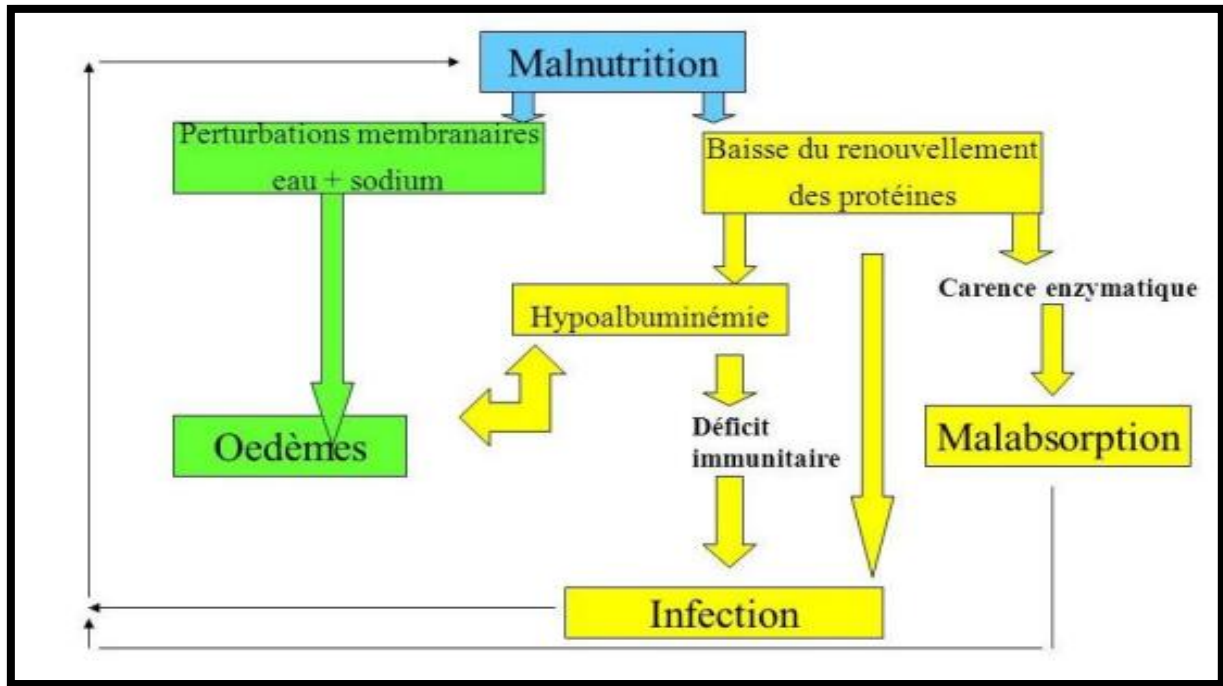 Malnutrition
Perturbations membranaires
eau + sodium
Baisse du renouvellement
des protéines
Carence enzymatique
Hypoalbuminémie
Déficit
immunitaire
Oedèmes
Malabsorption
Infection